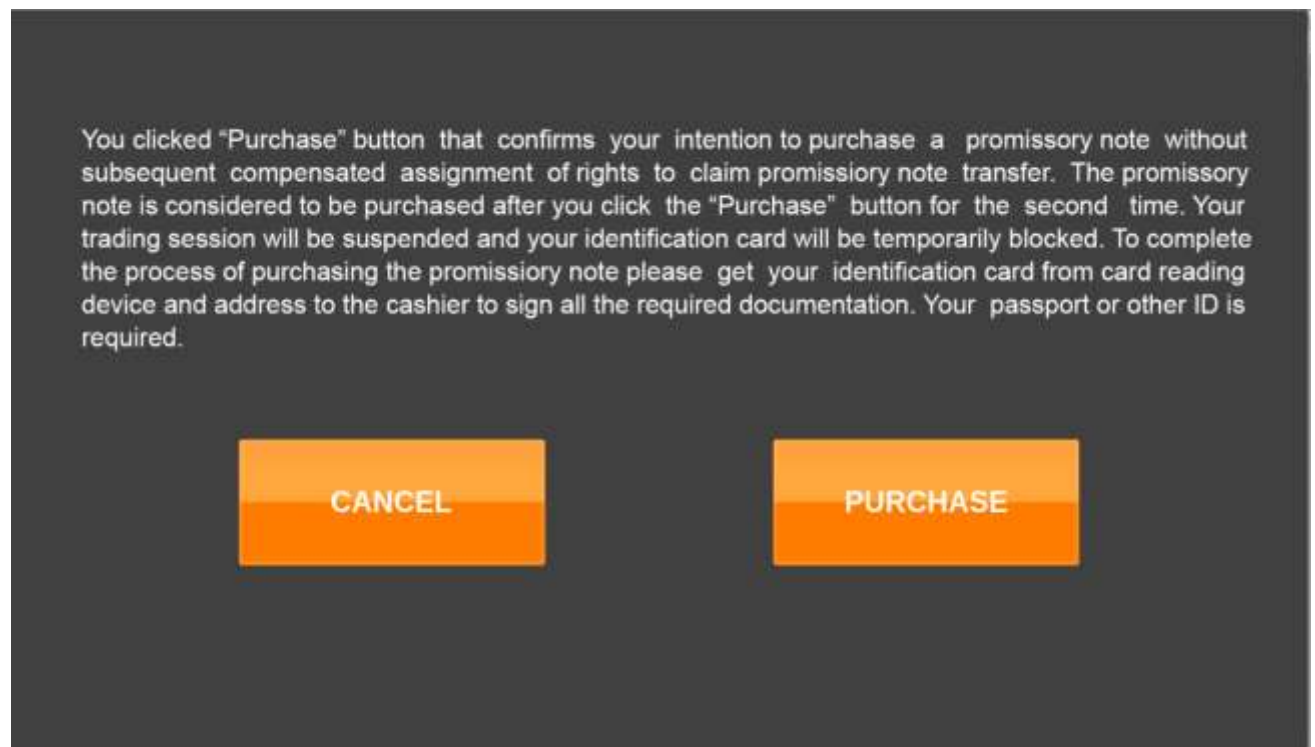 You clicked “Purchase” button that confirms your intention to purchase a promissory note without
subsequent compensated assignment of rights to claim promissiory note transfer. The promissory
note is considered to be purchased after you click the “Purchase” button for the second time. Your
trading session will be suspended and your identification card will be temporarily blocked. To complete
the process of purchasing the promissiory note please get your identification card from card reading
device and address to the cashier to sign all the required documentation. Your passport or other ID is
required.
CANCEL
PURCHASE